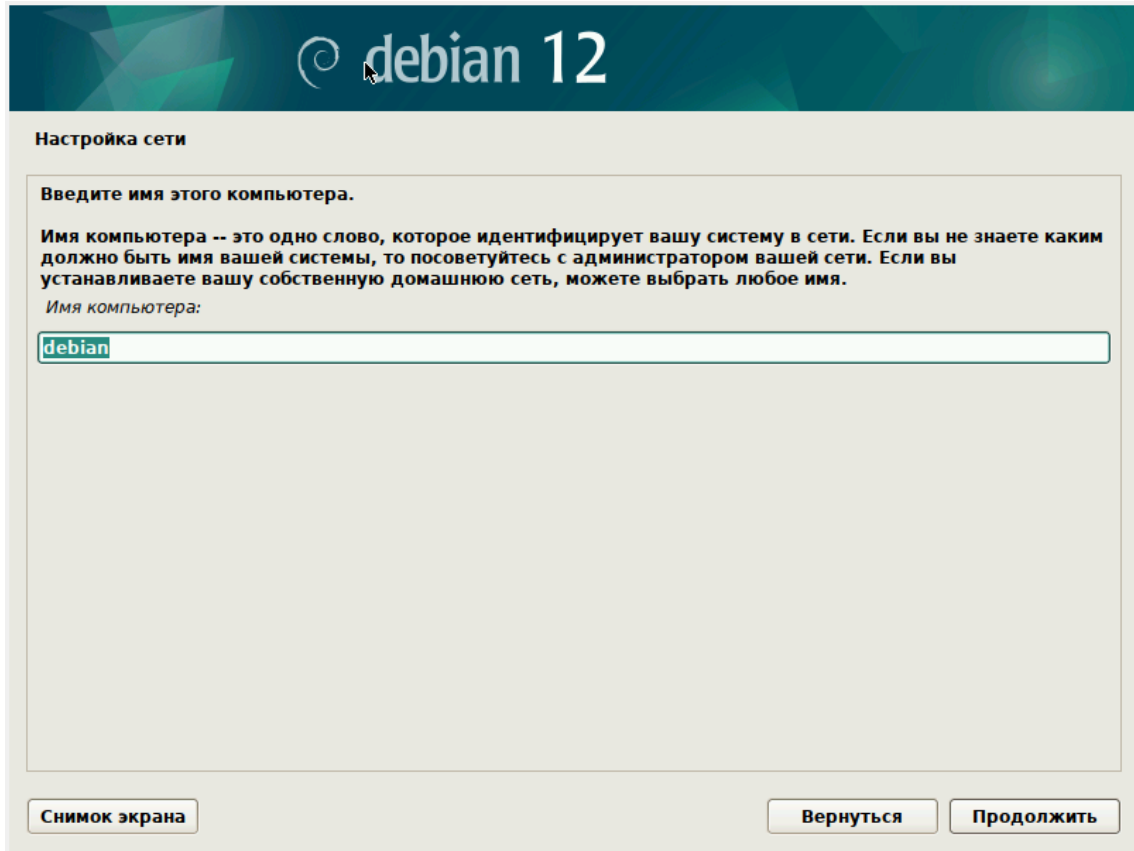 debian 12
Настройка сети
Введите имя этого компьютера.
Имя компьютера -- это одно слово, которое идентифицирует вашу систему в сети. Если вы не знаете каким
должно быть имя вашей системы, то посоветуйтесь с администратором вашей сети. Если вы
устанавливаете вашу собственную домашнюю сеть, можете выбрать любое имя.
Имя компьютера:
debian
Снимок экрана
Вернуться
Продолжить